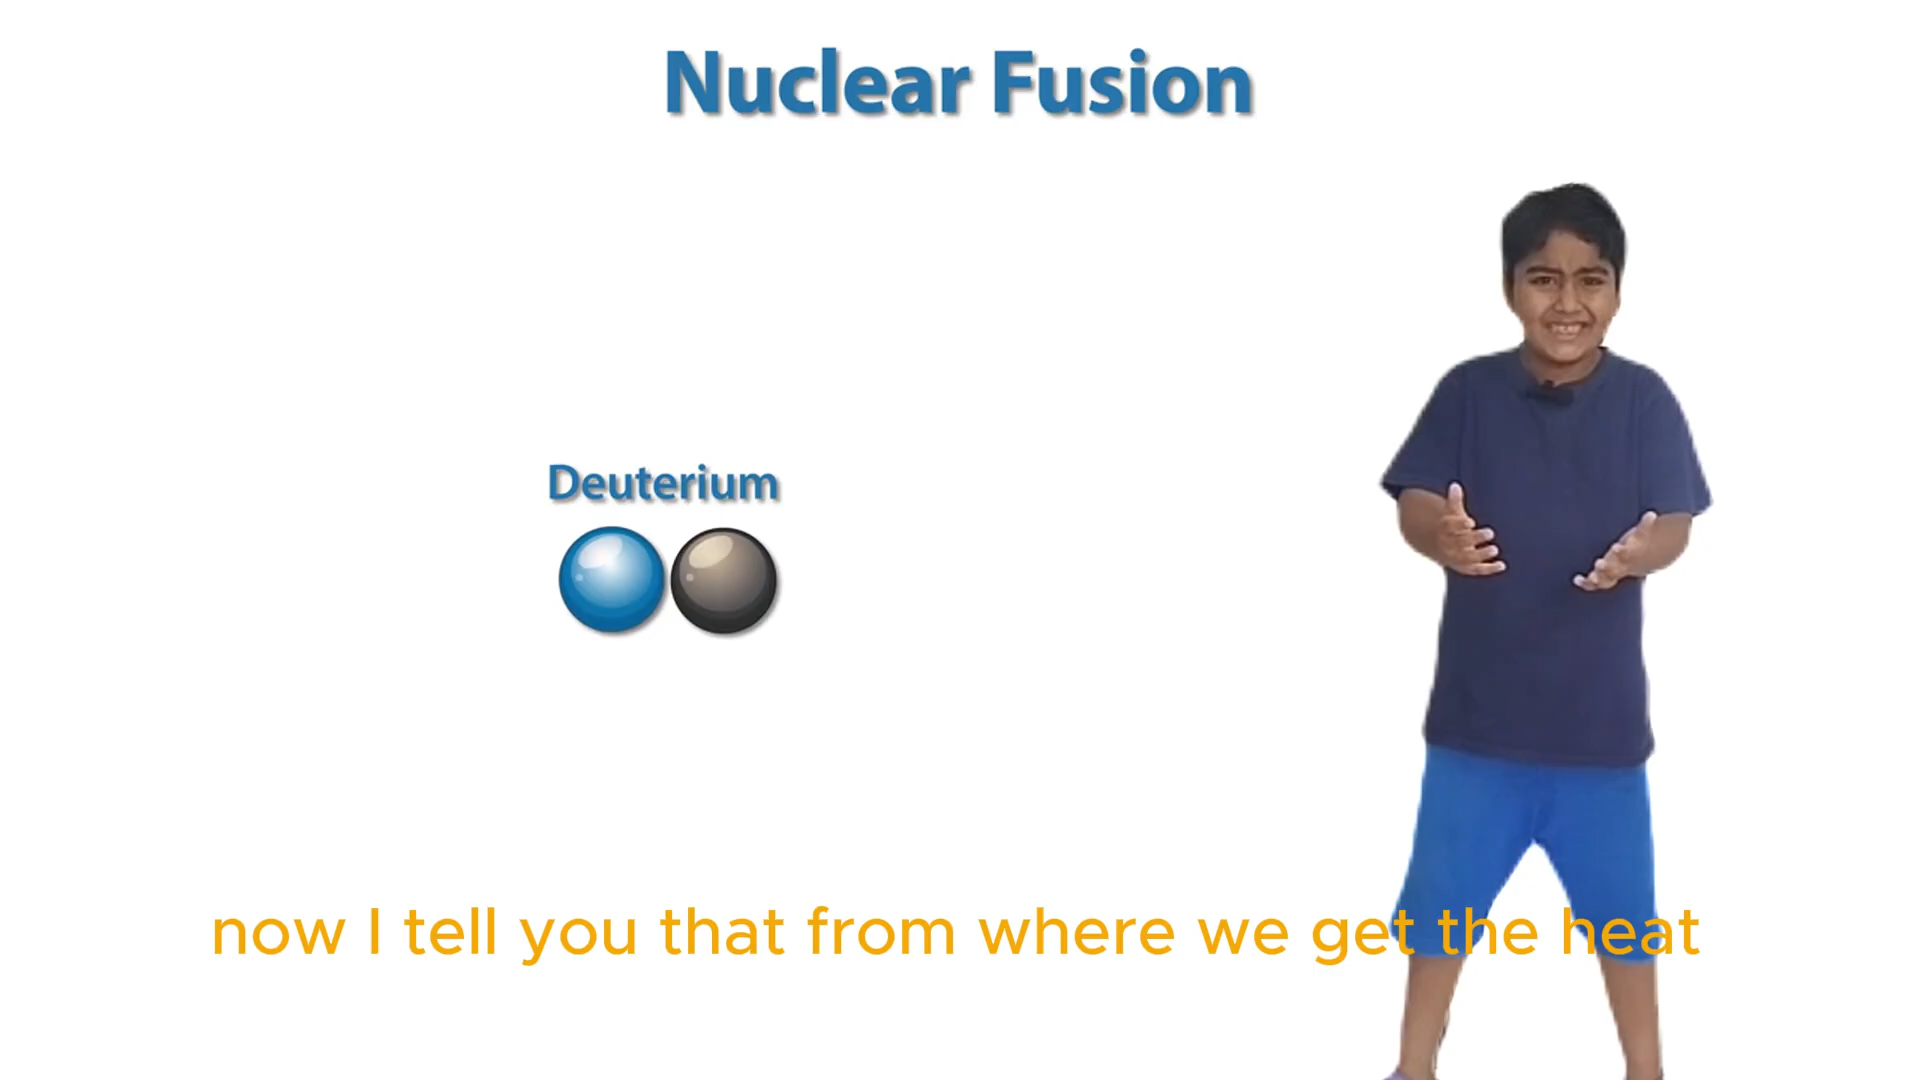 Nuclear Fusion
Deuterium
now I tell you that from where we get the heat